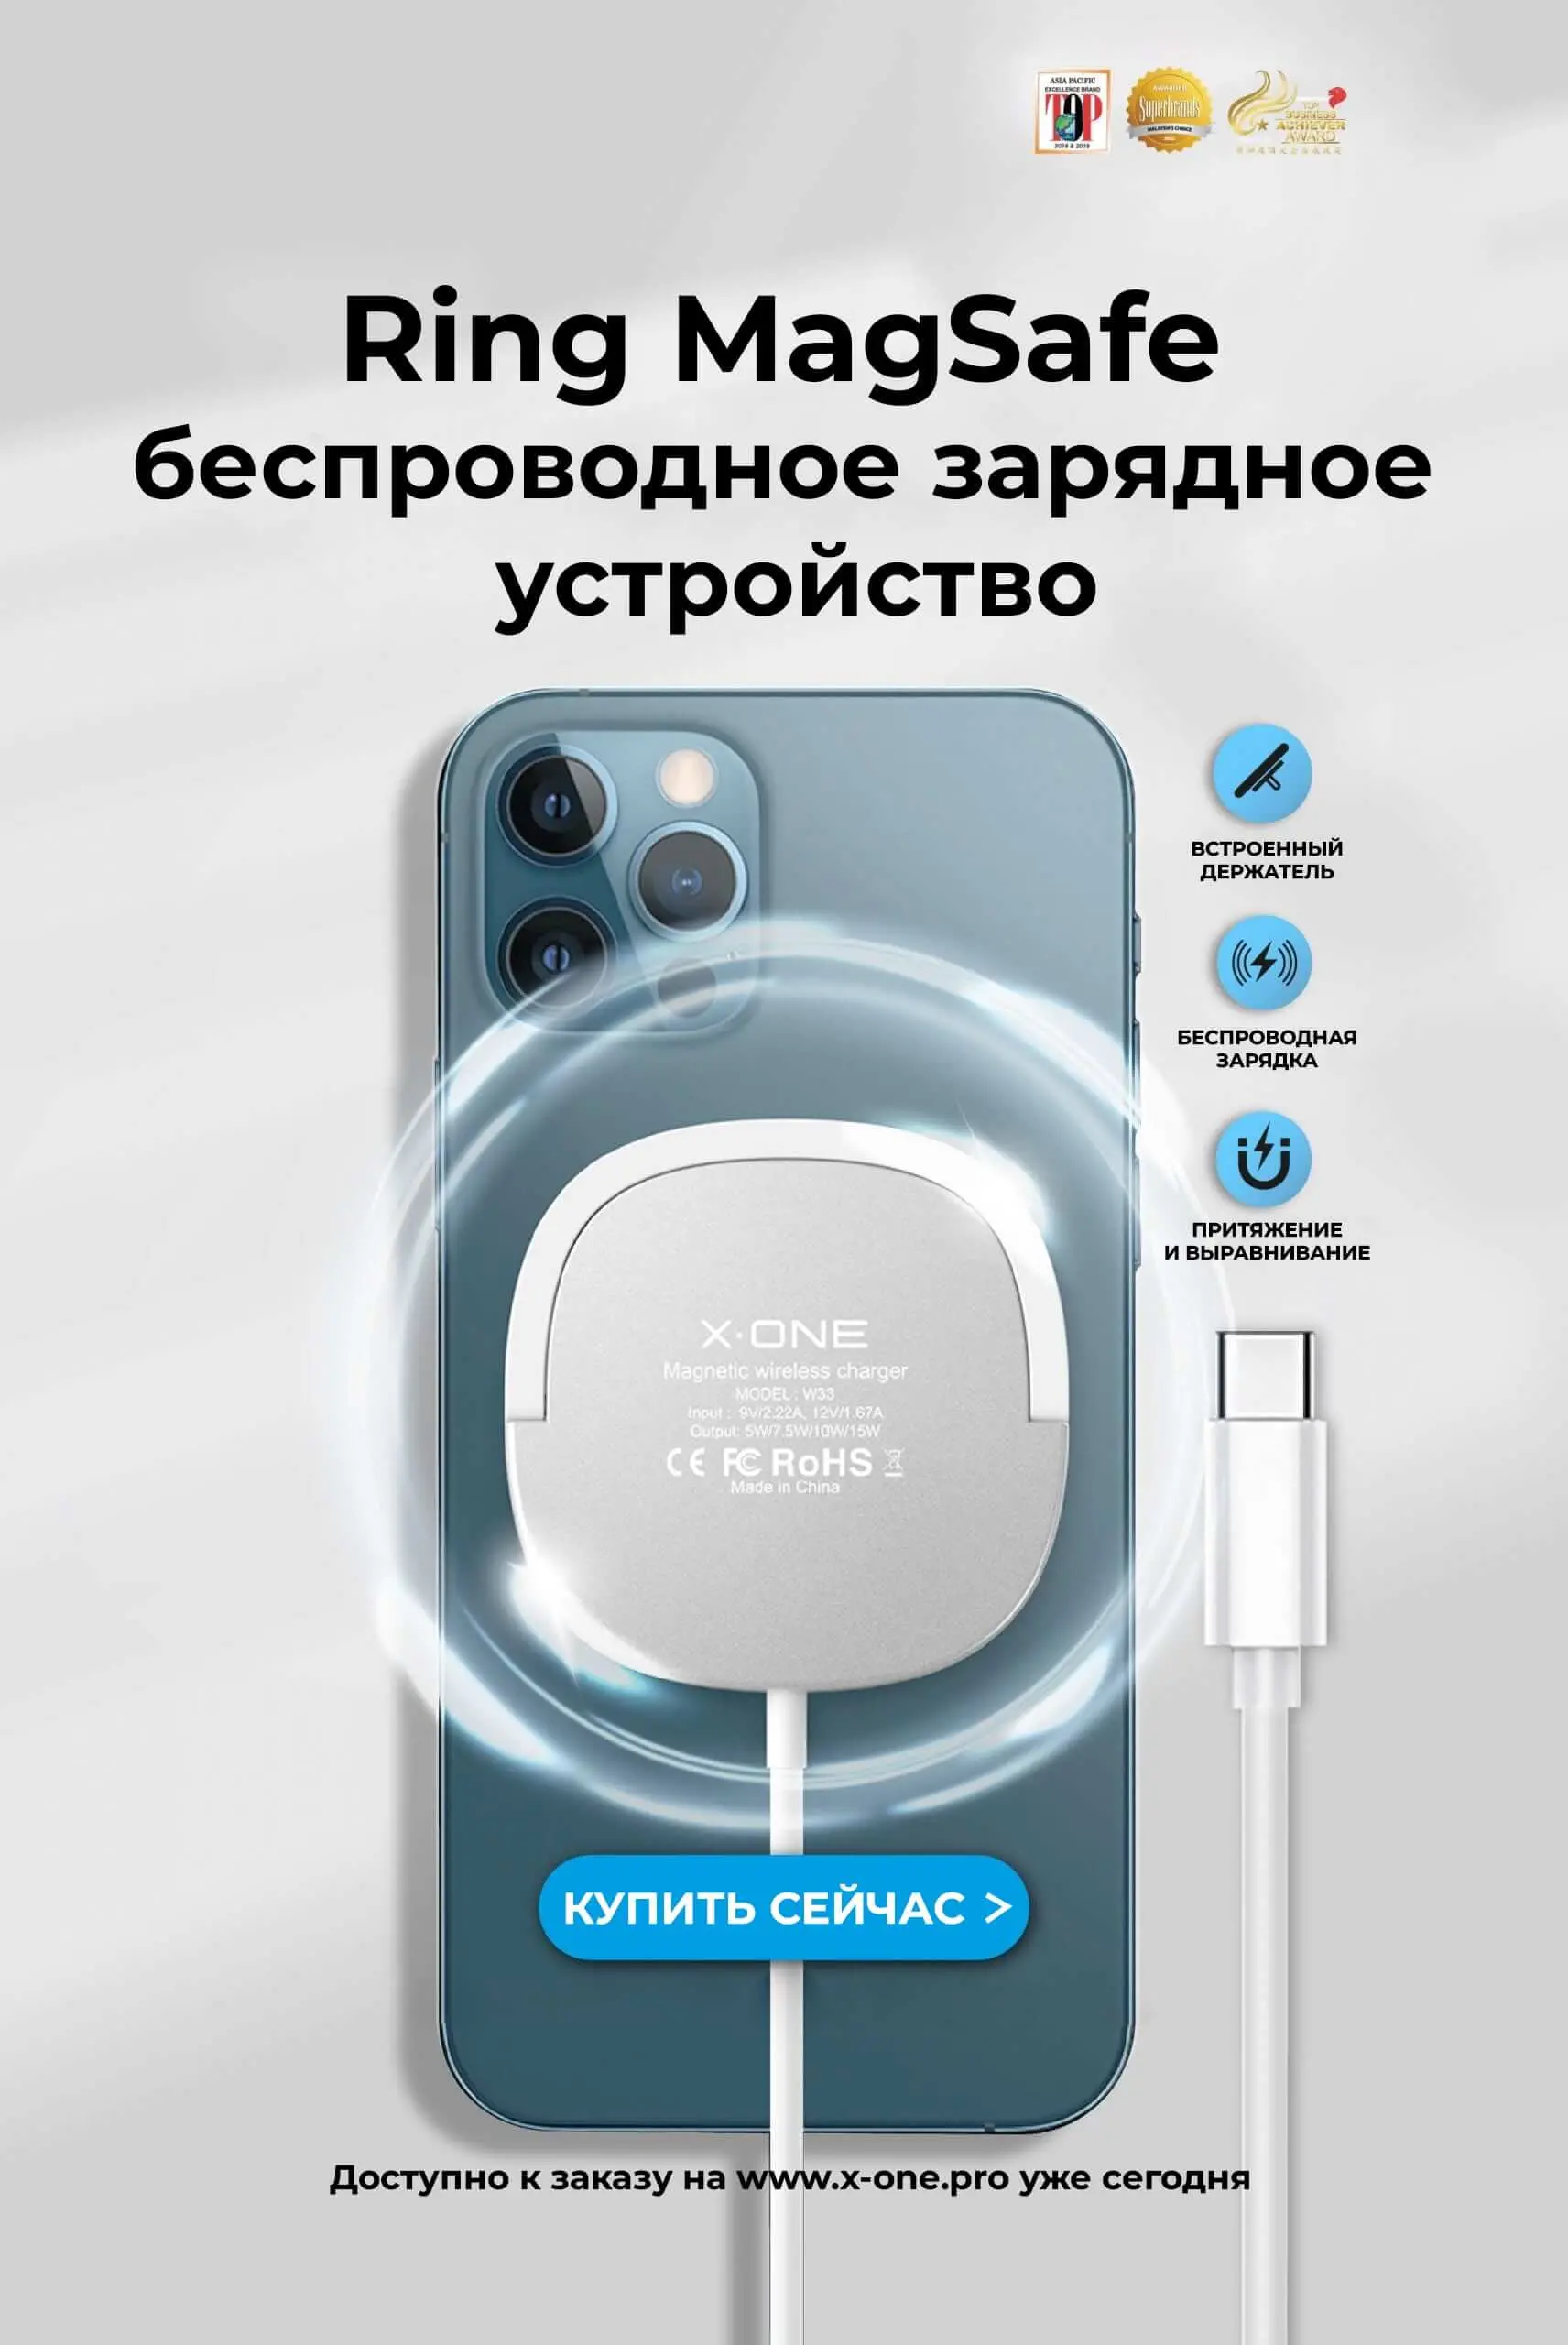 ASIA PACIFIC
EXCELLENCE BRAND
TOP
2018 & 2019
AWARDED
Superbrands
MALAYSIA'S CHOICE
TOP
BUSINESS
ACHIEVER
AWARD
Ring MagSafe
беспроводное зарядное
устройство
ВСТРОЕННЫЙ
ДЕРЖАТЕЛЬ
БЕСПРОВОДНАЯ
ЗАРЯДКА
ПРИТЯЖЕНИЕ
И ВЫРАВНИВАНИЕ
X·ONE
Magnetic wireless charger
MODEL : W33
Input : 9V/2.22A, 12V/1.67A
Output: 5W/7.5W/10W/15W
CE FC RoHS
Made in China
КУПИТЬ СЕЙЧАС >
Доступно к заказу на www.x-one.pro уже сегодня